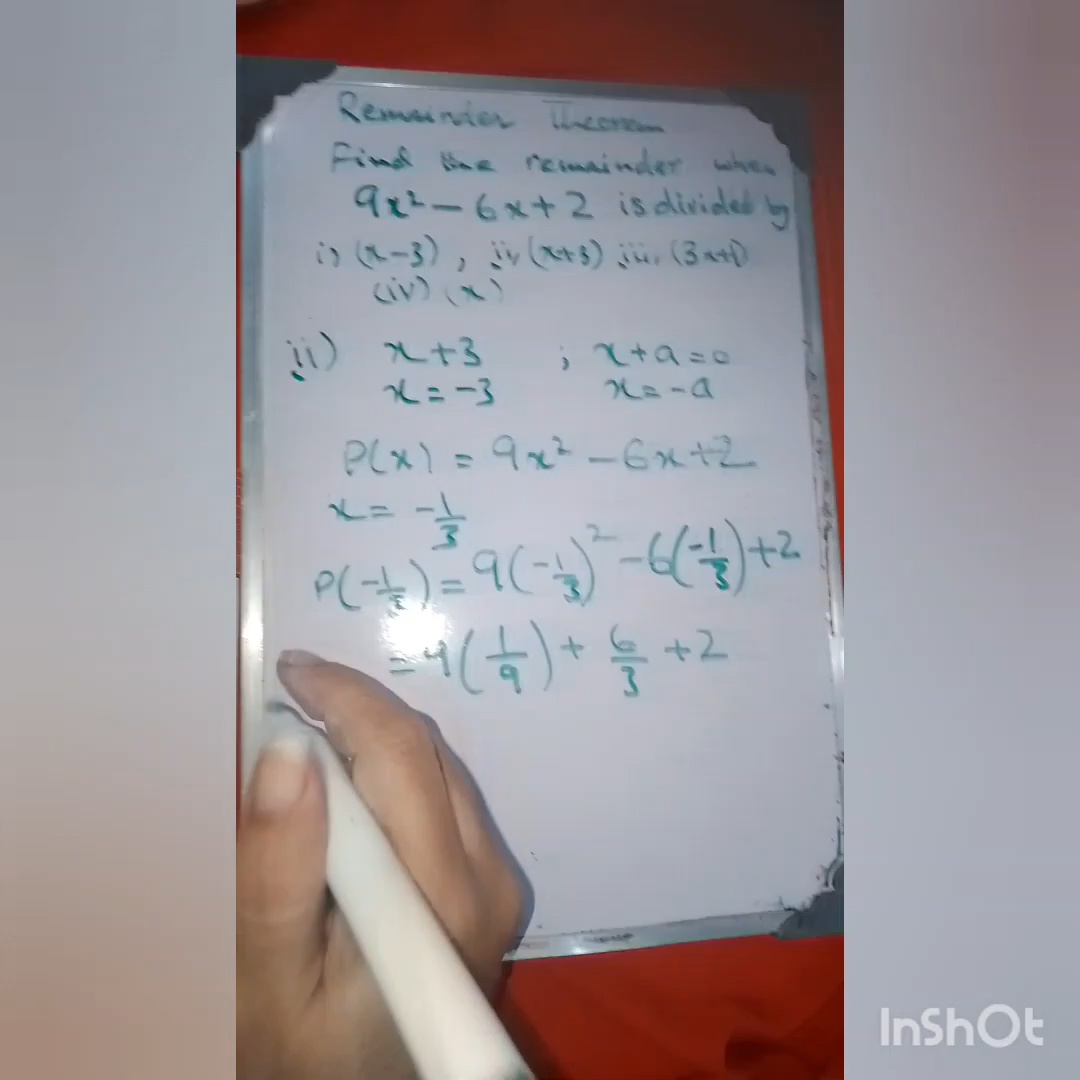 Remainder Theorem
Find the remainder when
9x² - 6x + 2 is divided by
i) (x-3), ii, (x+3) iii, (3x+1)
(iv) (x)
ii) x+3 ; x+a=0
x=-3 x=-a
P(x) = 9x² - 6x+2
x = -1/3
P(-1/3) = 9(-1/3)² - 6(-1/3)+2
= 9(1/9) + 6/3 + 2
InShOt